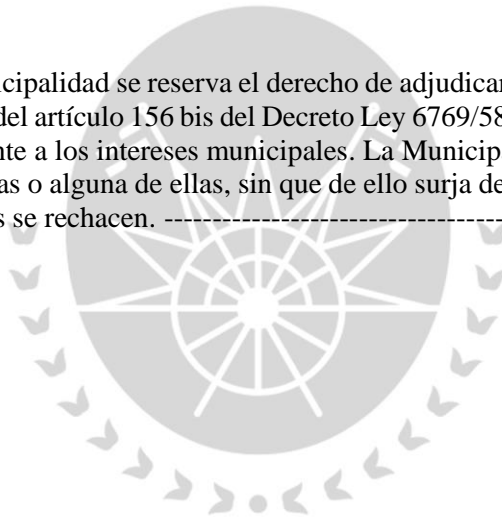 cipalidad se reserva el derecho de adjudicar
del artículo 156 bis del Decreto Ley 6769/58
nte a los intereses municipales. La Municip
as o alguna de ellas, sin que de ello surja de
s se rechacen. -----------------------------------